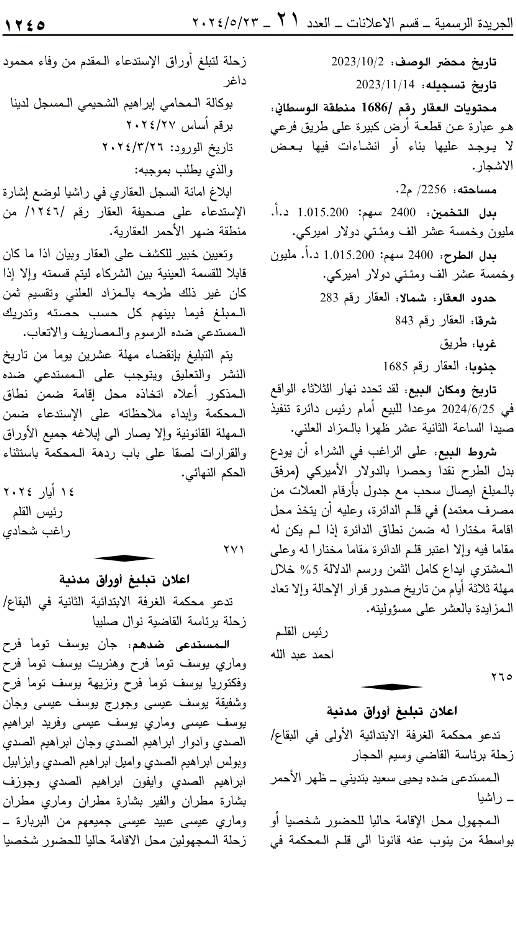 الجريدة الرسمية ــ قسم الاعلانات ــ العدد ٢١ ــ ٢٠٢٤/٥/٢٣
١٢٤٥
تاريخ محضر الوصف: 2023/10/2
تاريخ تسجيله: 2023/11/14
محتويات العقار رقم /1686 منطقة الوسطاني:
هو عبارة عن قطعة أرض كبيرة على طريق فرعي
لا يوجد عليها بناء أو انشاءات فيها بعض
الاشجار.
مساحته: 2256/ م2.
بدل التخمين: 2400 سهم: 1.015.200 د.أ.
مليون وخمسة عشر الف ومئتي دولار اميركي.
بدل الطرح: 2400 سهم: 1.015.200 د.أ. مليون
وخمسة عشر الف ومئتي دولار اميركي.
حدود العقار: شمالا: العقار رقم 283
شرقا: العقار رقم 843
غربا: طريق
جنوبا: العقار رقم 1685
تاريخ ومكان البيع: لقد تحدد نهار الثلاثاء الواقع
في 2024/6/25 موعدا للبيع أمام رئيس دائرة تنفيذ
صيدا الساعة الثانية عشر ظهرا بالمزاد العلني.
شروط البيع: على الراغب في الشراء أن يودع
بدل الطرح نقدا وحصرا بالدولار الأميركي (مرفق
بالمبلغ ايصال سحب مع جدول بأرقام العملات من
مصرف معتمد) في قلم الدائرة، وعليه أن يتخذ محل
اقامة مختارا له ضمن نطاق الدائرة إذا لم يكن له
مقاما فيه وإلا اعتبر قلم الدائرة مقاما مختارا له وعلى
المشتري ايداع كامل الثمن ورسم الدلالة 5% خلال
مهلة ثلاثة أيام من تاريخ صدور قرار الإحالة وإلا تعاد
المزايدة بالعشر على مسؤوليته.
رئيس القلم
احمد عبد الله
٢٦٥
اعلان تبليغ أوراق مدنية
تدعو محكمة الغرفة الابتدائية الأولى في البقاع/
زحلة برئاسة القاضي وسيم الحجار
المستدعى ضده يحيى سعيد بتديني ــ ظهر الأحمر
ــ راشيا
المجهول محل الإقامة حاليا للحضور شخصيا أو
بواسطة من ينوب عنه قانونا الى قلم المحكمة في
زحلة لتبلغ أوراق الإستدعاء المقدم من وفاء محمود
داغر
بوكالة المحامي إبراهيم الشحيمي المسجل لدينا
برقم أساس ٢٠٢٤/٢٧
تاريخ الورود: ٢٠٢٤/٣/٢٦
والذي يطلب بموجبه:
ابلاغ امانة السجل العقاري في راشيا لوضع إشارة
الإستدعاء على صحيفة العقار رقم /١٢٤٦/ من
منطقة ضهر الأحمر العقارية.
وتعيين خبير للكشف على العقار وبيان اذا ما كان
قابلا للقسمة العينية بين الشركاء ليتم قسمته وإلا إذا
كان غير ذلك طرحه بالمزاد العلني وتقسيم ثمن
المبلغ فيما بينهم كل حسب حصته وتدريك
المستدعي ضده الرسوم والمصاريف والاتعاب.
يتم التبليغ بإنقضاء مهلة عشرين يوما من تاريخ
النشر والتعليق ويتوجب على المستدعي ضده
المذكور أعلاه اتخاذه محل إقامة ضمن نطاق
المحكمة وإبداء ملاحظاته على الإستدعاء ضمن
المهلة القانونية وإلا يصار الى إبلاغه جميع الأوراق
والقرارات لصقا على باب ردهة المحكمة باستثناء
الحكم النهائي.
١٤ أيار ٢٠٢٤
رئيس القلم
راغب شحادي
٢٧١
اعلان تبليغ أوراق مدنية
تدعو محكمة الغرفة الابتدائية الثانية في البقاع/
زحلة برئاسة القاضية نوال صليبا
المستدعى ضدهم: جان يوسف توما فرح
وماري يوسف توما فرح وهنريت يوسف توما فرح
وفكتوريا يوسف توما فرح ونزيهة يوسف توما فرح
وشفيقة يوسف عيسى وجورج يوسف عيسى وجان
يوسف عيسى وماري يوسف عيسى وفريد ابراهيم
الصدي وادوار ابراهيم الصدي وجان ابراهيم الصدي
وبولس ابراهيم الصدي واميل ابراهيم الصدي وايزابيل
ابراهيم الصدي وايفون ابراهيم الصدي وجوزف
بشارة مطران والفير بشارة مطران وماري مطران
وماري عيسى عبيد عيسى جميعهم من البربارة ــ
زحلة المجهولين محل الاقامة حاليا للحضور شخصيا